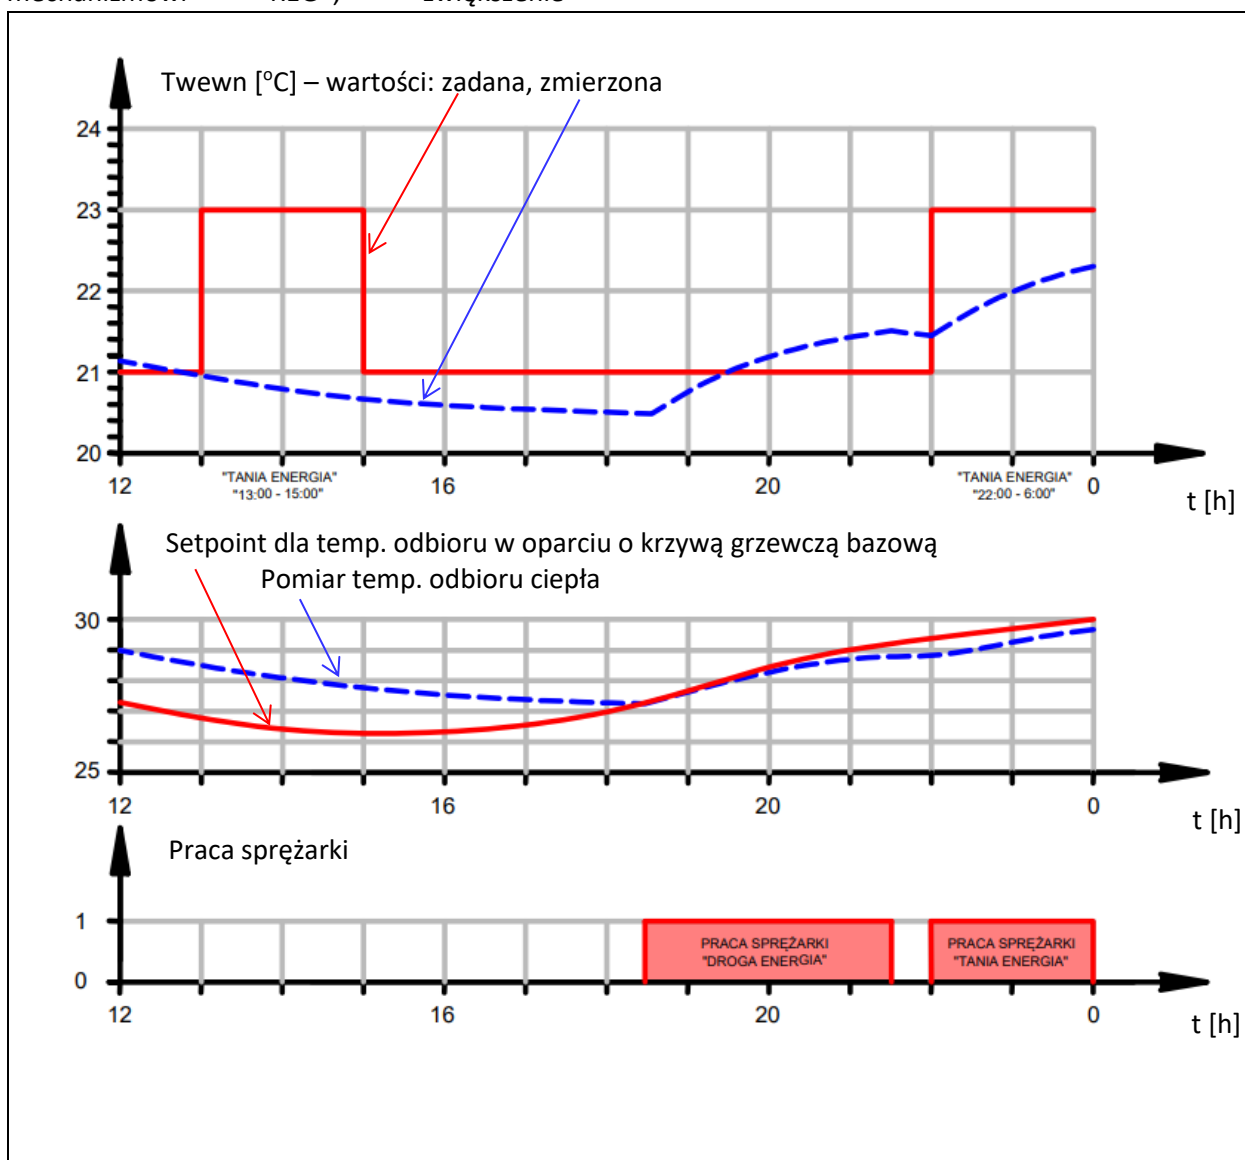 Twewn [°C] – wartości: zadana, zmierzona
24
23
22
21
20
12
"TANIA ENERGIA"
"13:00 - 15:00"
16
20
"TANIA ENERGIA"
"22:00 - 6:00"
0
t [h]
Setpoint dla temp. odbioru w oparciu o krzywą grzewczą bazową
Pomiar temp. odbioru ciepła
30
25
12
16
20
0
t [h]
Praca sprężarki
1
PRACA SPRĘŻARKI
"DROGA ENERGIA"
PRACA SPRĘŻARKI
"TANIA ENERGIA"
0
12
16
20
0
t [h]